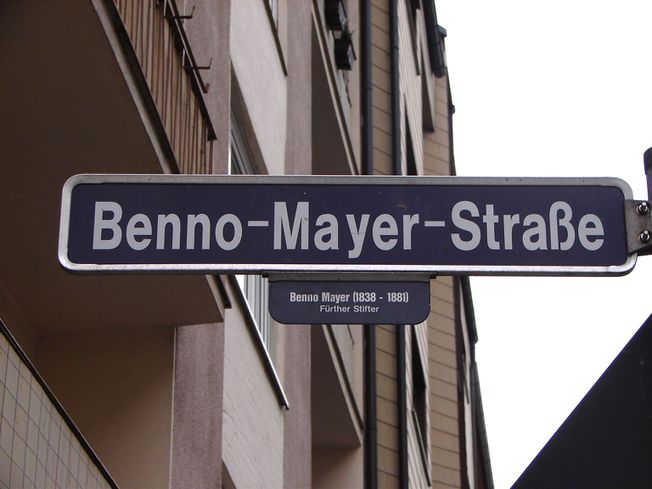 Benno-Mayer-Straße
Benno Mayer (1838 - 1881)
Fürther Stifter